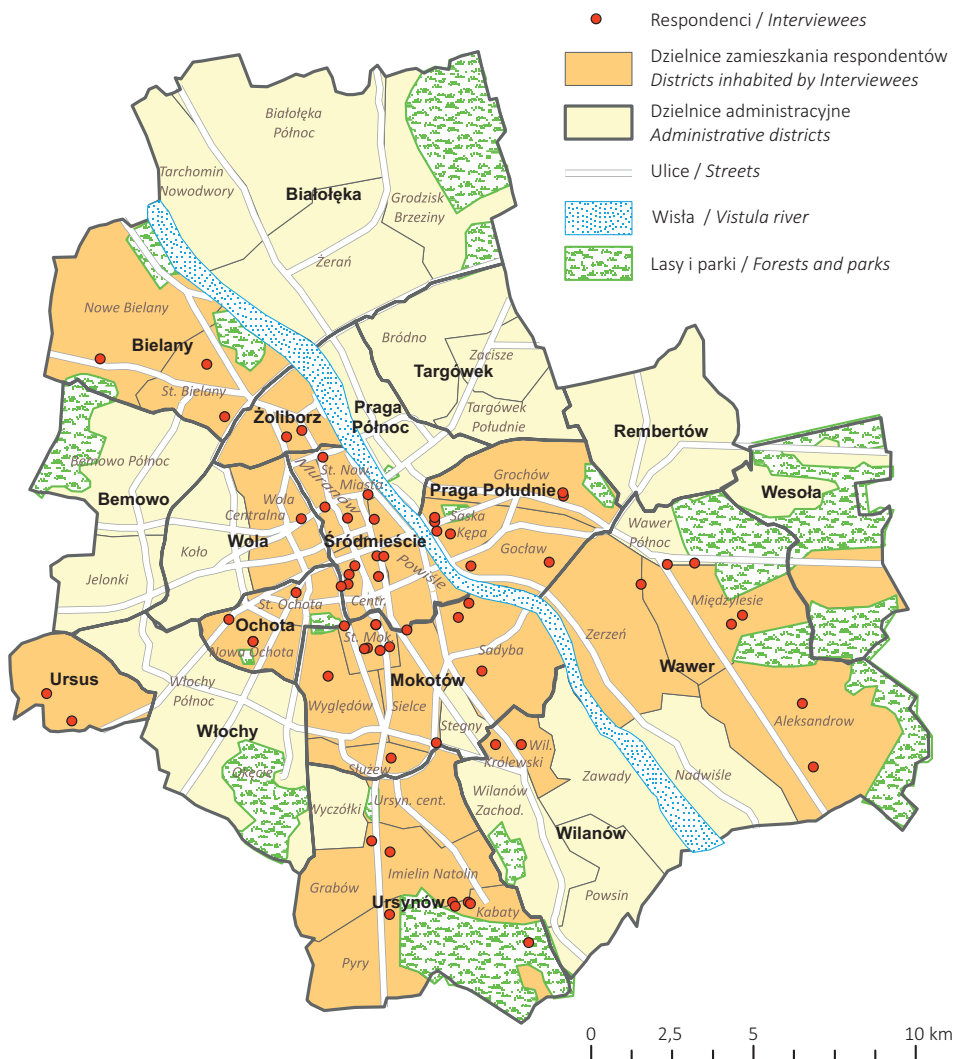 Respondenci / Interviewees
Dzielnice zamieszkania respondentów
Districts inhabited by Interviewees
Dzielnice administracyjne
Administrative districts
Ulice / Streets
Wisła / Vistula river
Lasy i parki / Forests and parks
Białołęka
Północ
Tarchomin
Nowodwory
Białołęka
Grodzisk
Brzeziny
Żerań
Nowe Bielany
Bielany
St. Bielany
Bródno
Zacisze
Targówek
Targówek
Południe
Praga
Północ
Żoliborz
Rembertów
Wesoła
Bemowo Północ
Bemowo
Jelonki
Koło
Wola
Centralna
Wola
Muranów
St. Now.
Miasta
Śródmieście
Powiśle
Centr.
Grochów
Praga Południe
Saska
Kępa
Gocław
Wawer
Północ
Międzylesie
Zerzeń
Wawer
Aleksandrow
Nadwiśle
St. Ochota
Ochota
Nowa Ochota
St. Mok.
Mokotów
Sadyba
Wyględów
Sielce
Stegny
Służew
Ursus
Włochy
Północ
Włochy
Okęcie
Wil.
Królewski
Wilanów
Zachod.
Zawady
Wilanów
Powsin
Wyczółki
Ursyn. cent.
Imielin Natolin
Grabów
Ursynów
Kabaty
Pyry
0 2,5 5 10 km